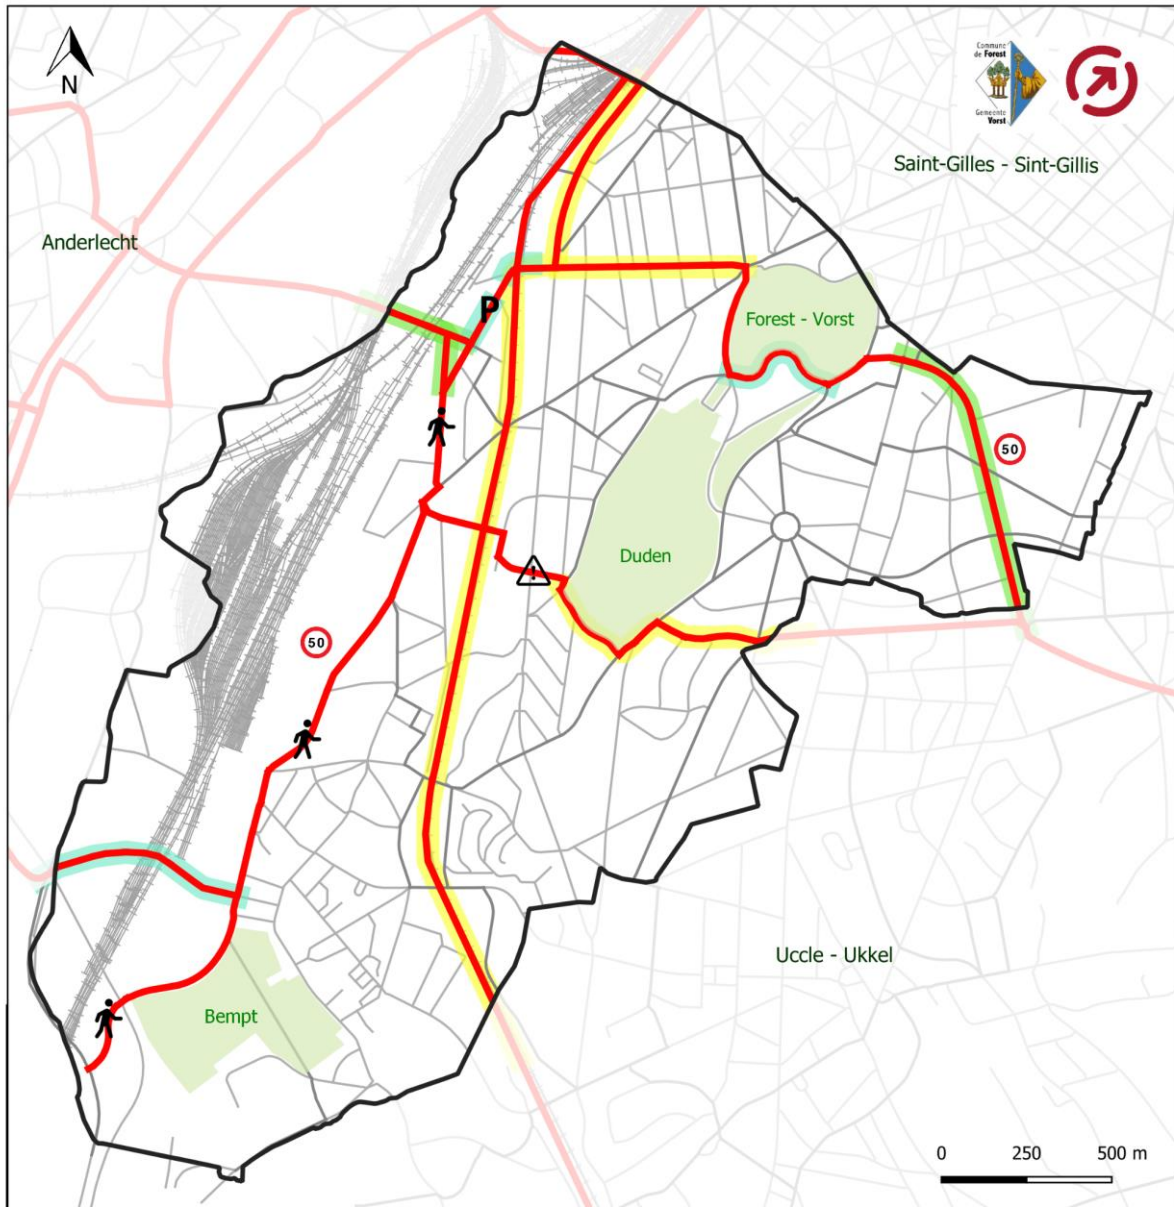 N
Commune
de Forest
Gemeente
Vorst
Saint-Gilles - Sint-Gillis
Anderlecht
P
Forest - Vorst
50
Duden
!
50
Uccle - Ukkel
Bempt
0 250 500 m